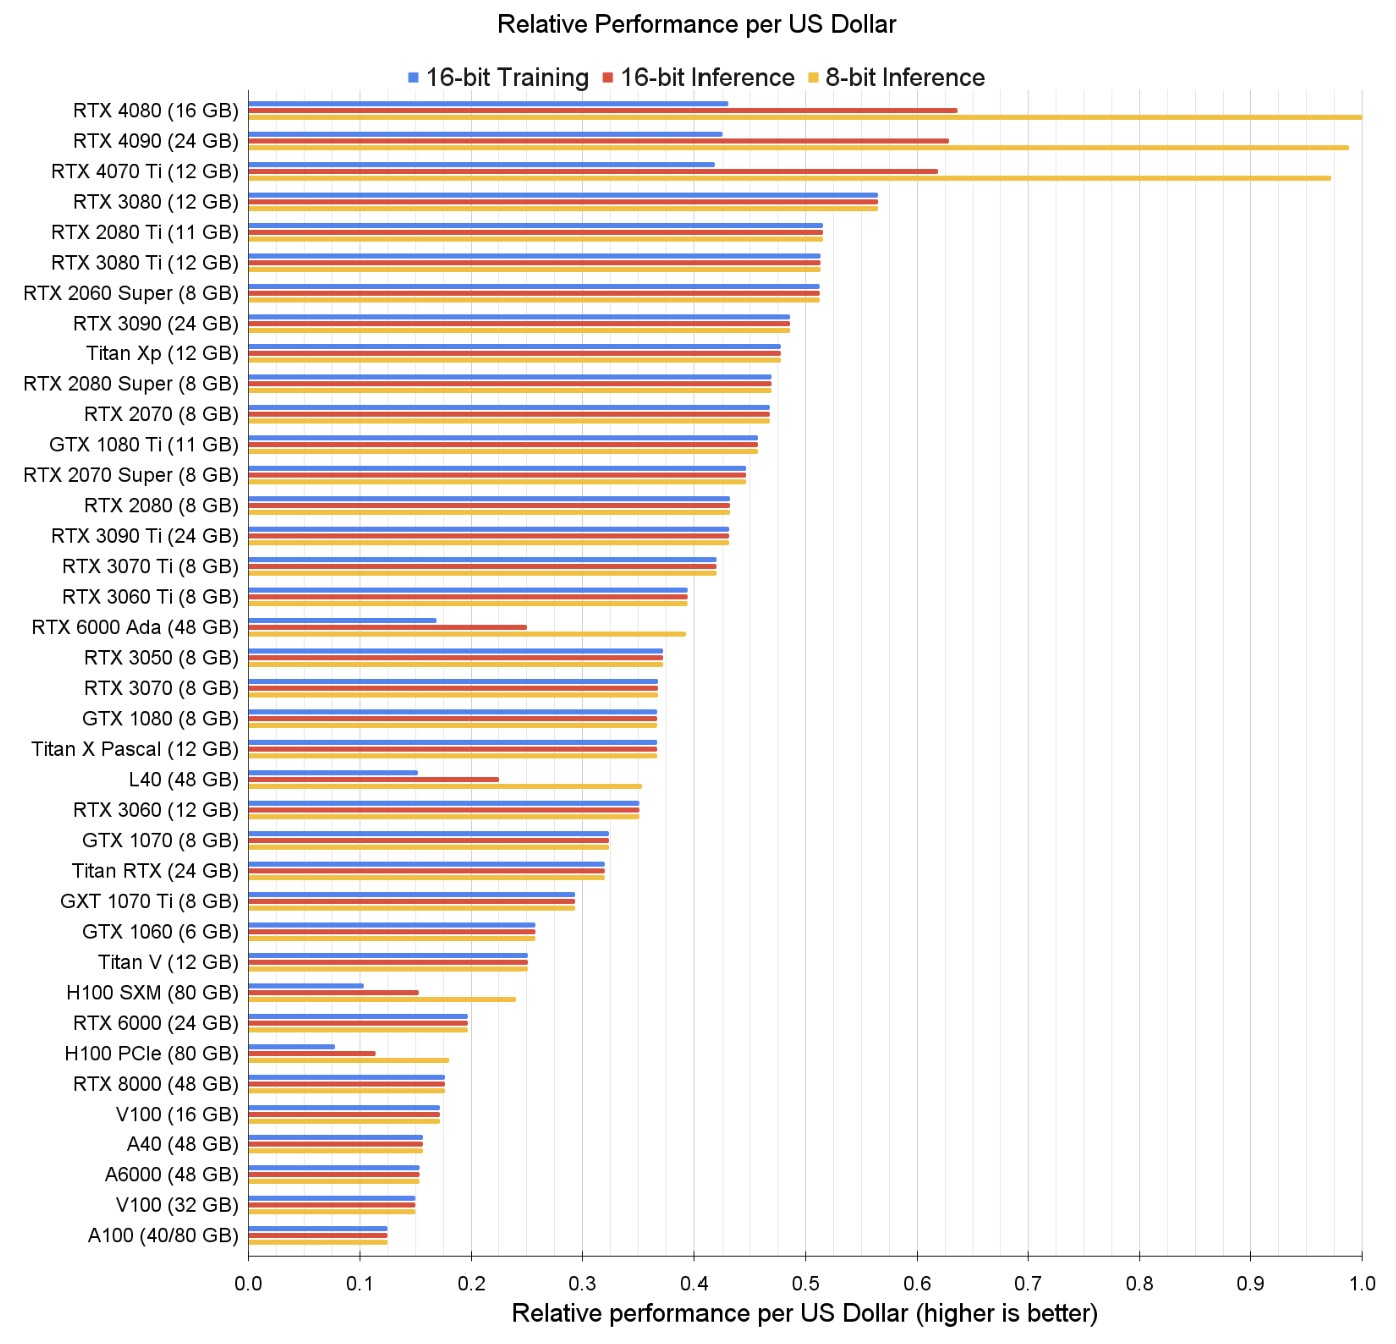 Relative Performance per US Dollar
16-bit Training 16-bit Inference 8-bit Inference
RTX 4080 (16 GB)
RTX 4090 (24 GB)
RTX 4070 Ti (12 GB)
RTX 3080 (12 GB)
RTX 2080 Ti (11 GB)
RTX 3080 Ti (12 GB)
RTX 2060 Super (8 GB)
RTX 3090 (24 GB)
Titan Xp (12 GB)
RTX 2080 Super (8 GB)
RTX 2070 (8 GB)
GTX 1080 Ti (11 GB)
RTX 2070 Super (8 GB)
RTX 2080 (8 GB)
RTX 3090 Ti (24 GB)
RTX 3070 Ti (8 GB)
RTX 3060 Ti (8 GB)
RTX 6000 Ada (48 GB)
RTX 3050 (8 GB)
RTX 3070 (8 GB)
GTX 1080 (8 GB)
Titan X Pascal (12 GB)
L40 (48 GB)
RTX 3060 (12 GB)
GTX 1070 (8 GB)
Titan RTX (24 GB)
GXT 1070 Ti (8 GB)
GTX 1060 (6 GB)
Titan V (12 GB)
H100 SXM (80 GB)
RTX 6000 (24 GB)
H100 PCIe (80 GB)
RTX 8000 (48 GB)
V100 (16 GB)
A40 (48 GB)
A6000 (48 GB)
V100 (32 GB)
A100 (40/80 GB)
0.0 0.1 0.2 0.3 0.4 0.5 0.6 0.7 0.8 0.9 1.0
Relative performance per US Dollar (higher is better)